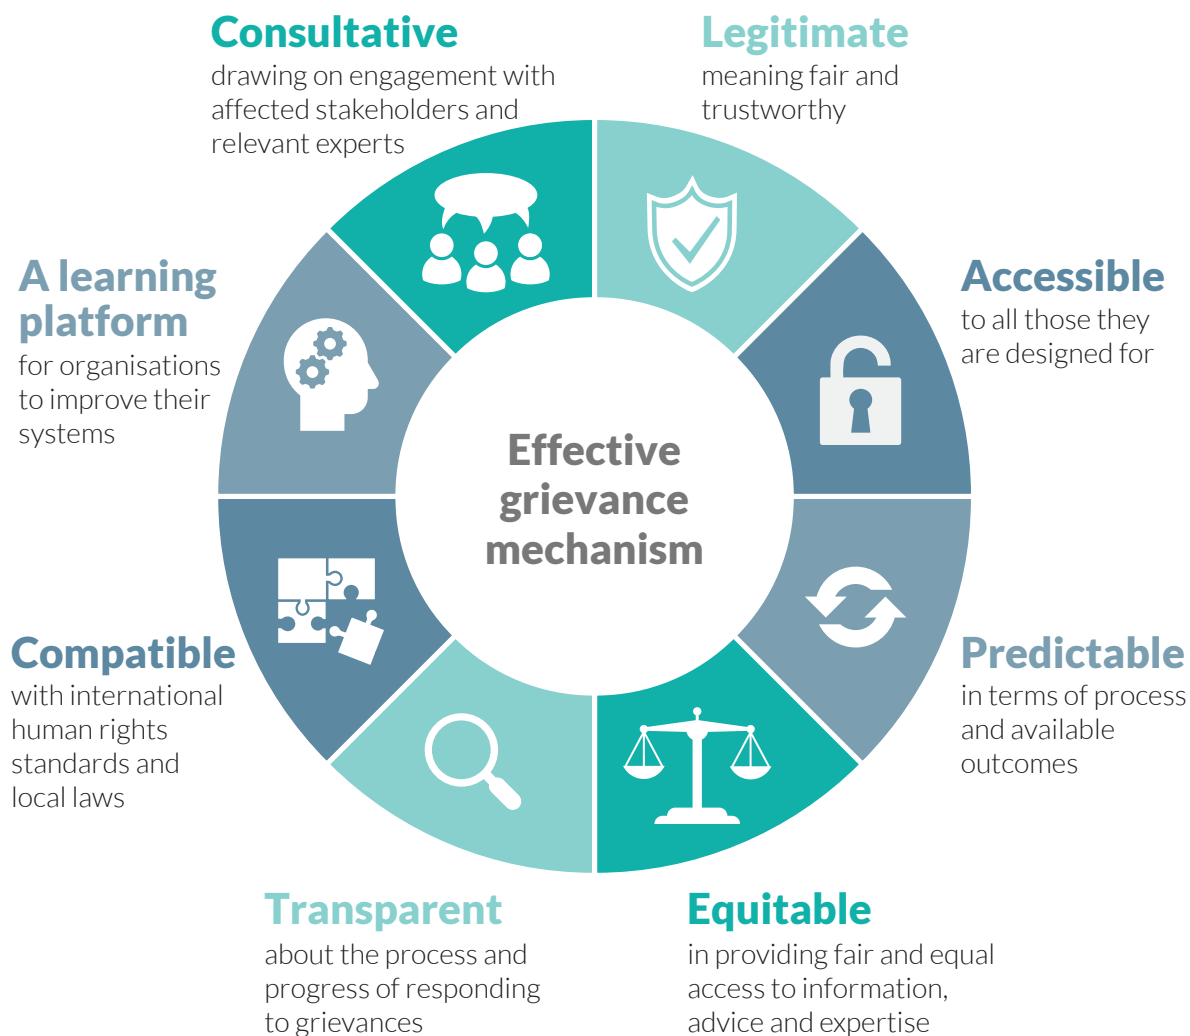 Consultative
drawing on engagement with
affected stakeholders and
relevant experts
Legitimate
meaning fair and
trustworthy
Accessible
to all those they
are designed for
Predictable
in terms of process
and available
outcomes
Equitable
in providing fair and equal
access to information,
advice and expertise
Transparent
about the process and
progress of responding
to grievances
Compatible
with international
human rights
standards and
local laws
A learning
platform
for organisations
to improve their
systems
Effective
grievance
mechanism